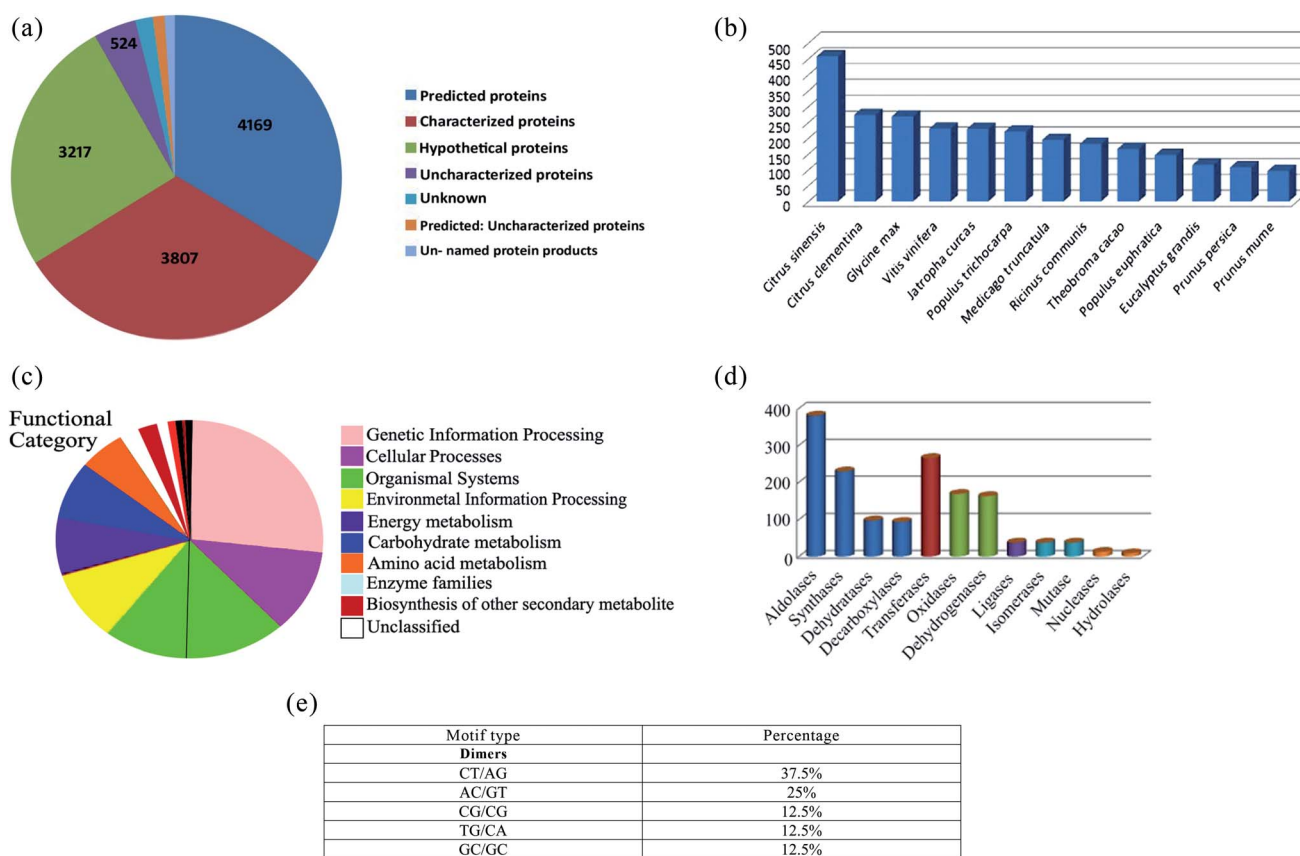 (a)
524
4169
3217
3807
Predicted proteins
Characterized proteins
Hypothetical proteins
Uncharacterized proteins
Unknown
Predicted: Uncharacterized proteins
Un- named protein products
(b)
500
450
400
350
300
250
200
150
100
50
0
Citrus sinensis
Citrus clementina
Glycine max
Vitis vinifera
Jatropha curcas
Populus trichocarpa
Medicago truncatula
Ricinus communis
Theobroma cacao
Populus euphratica
Eucalyptus grandis
Prunus persica
Prunus mume
(c)
Functional
Category
Genetic Information Processing
Cellular Processes
Organismal Systems
Environmetal Information Processing
Energy metabolism
Carbohydrate metabolism
Amino acid metabolism
Enzyme families
Biosynthesis of other secondary metabolite
Unclassified
(d)
400
300
200
100
0
Aldolases
Synthases
Dehydratases
Decarboxylases
Transferases
Oxidases
Dehydrogenases
Ligases
Isomerases
Mutase
Nucleases
Hydrolases
(e)
Motif type Percentage
Dimers
CT/AG 37.5%
AC/GT 25%
CG/CG 12.5%
TG/CA 12.5%
GC/GC 12.5%